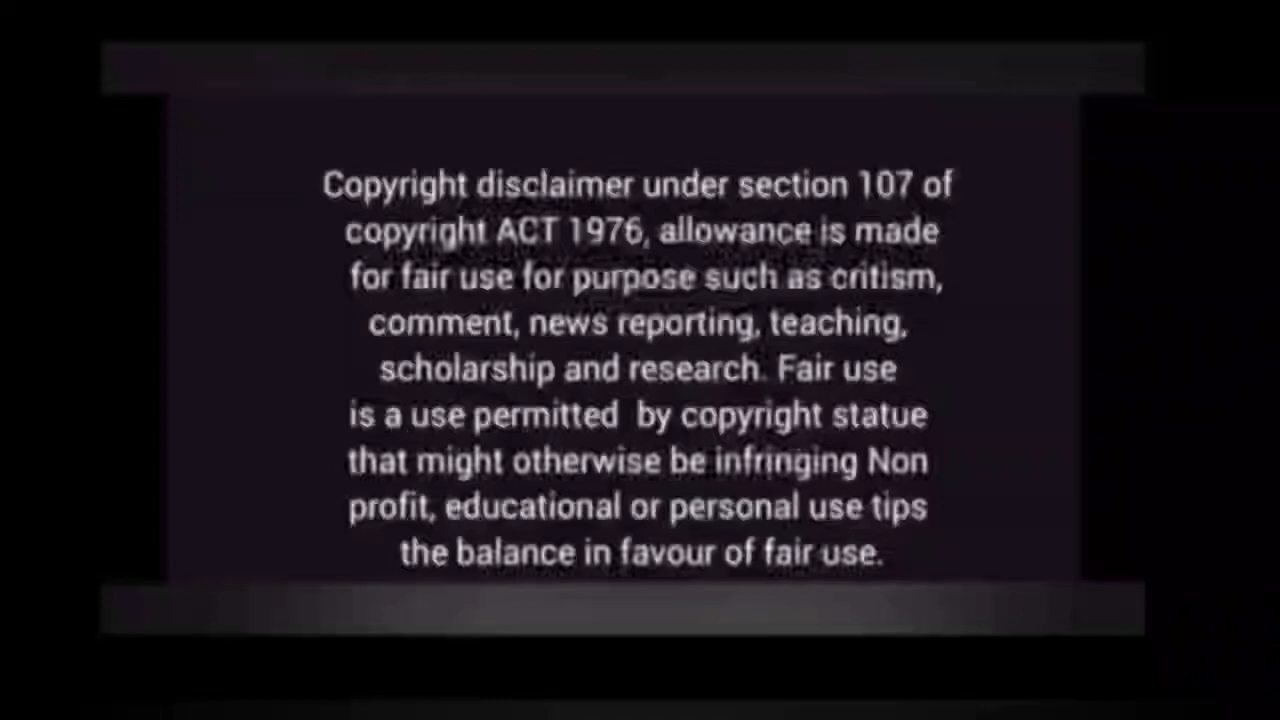 Copyright disclaimer under section 107 of
copyright ACT 1976, allowance is made
for fair use for purpose such as critism,
comment, news reporting, teaching,
scholarship and research. Fair use
is a use permitted by copyright statue
that might otherwise be infringing Non
profit, educational or personal use tips
the balance in favour of fair use.